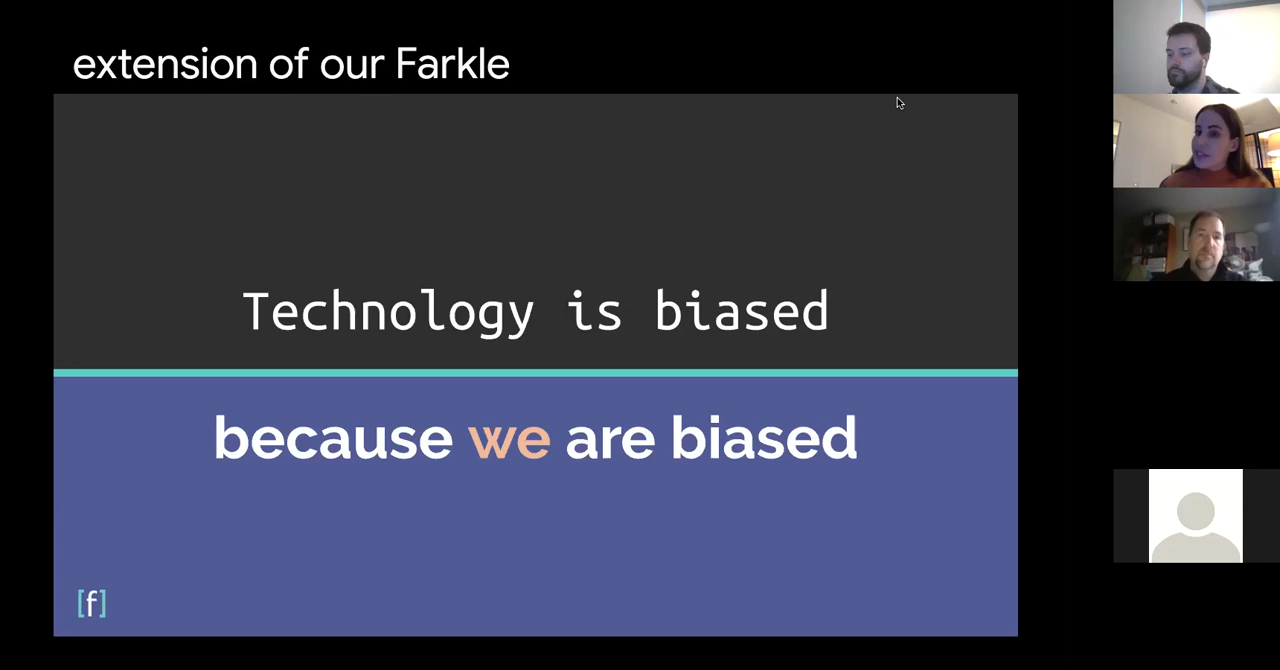 extension of our Farkle
Technology is biased
because we are biased
[f]